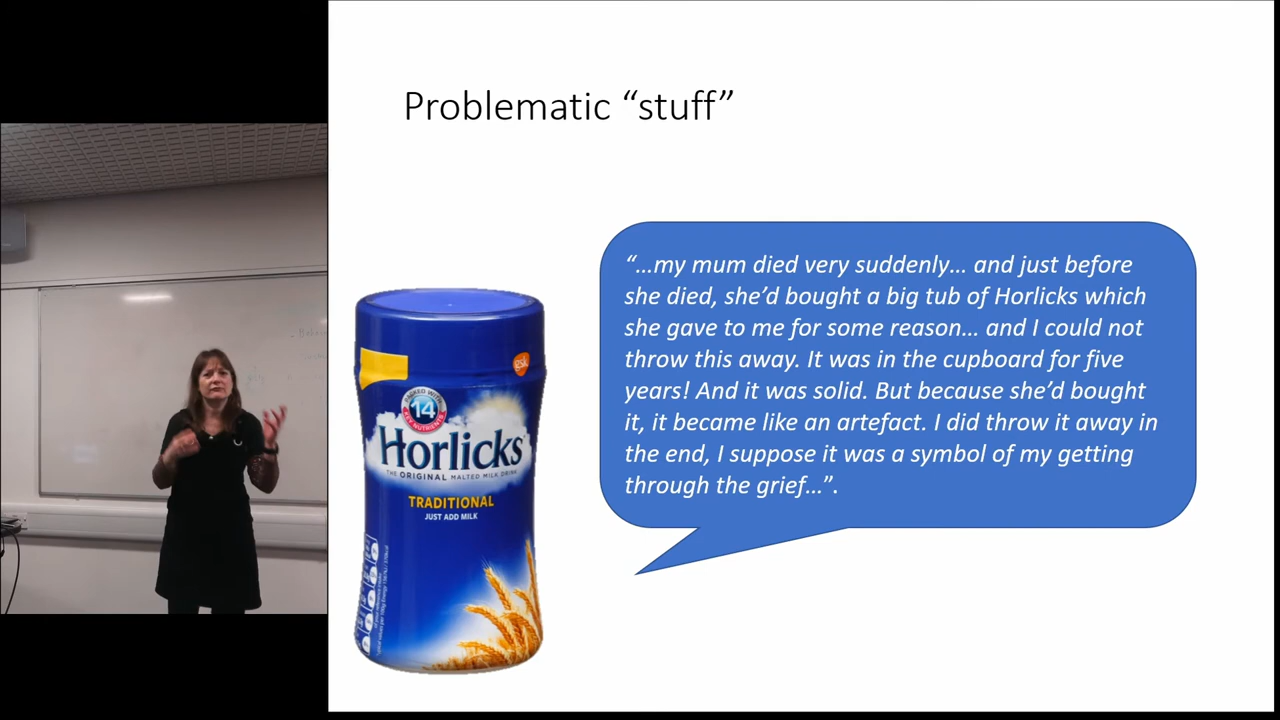 Problematic “stuff”
“…my mum died very suddenly… and just before
she died, she’d bought a big tub of Horlicks which
she gave to me for some reason… and I could not
throw this away. It was in the cupboard for five
years! And it was solid. But because she’d bought
it, it became like an artefact. I did throw it away in
the end, I suppose it was a symbol of my getting
through the grief…”.
gsk
14
Horlicks
THE ORIGINAL MALTED MILK DRINK
TRADITIONAL
JUST ADD MILK